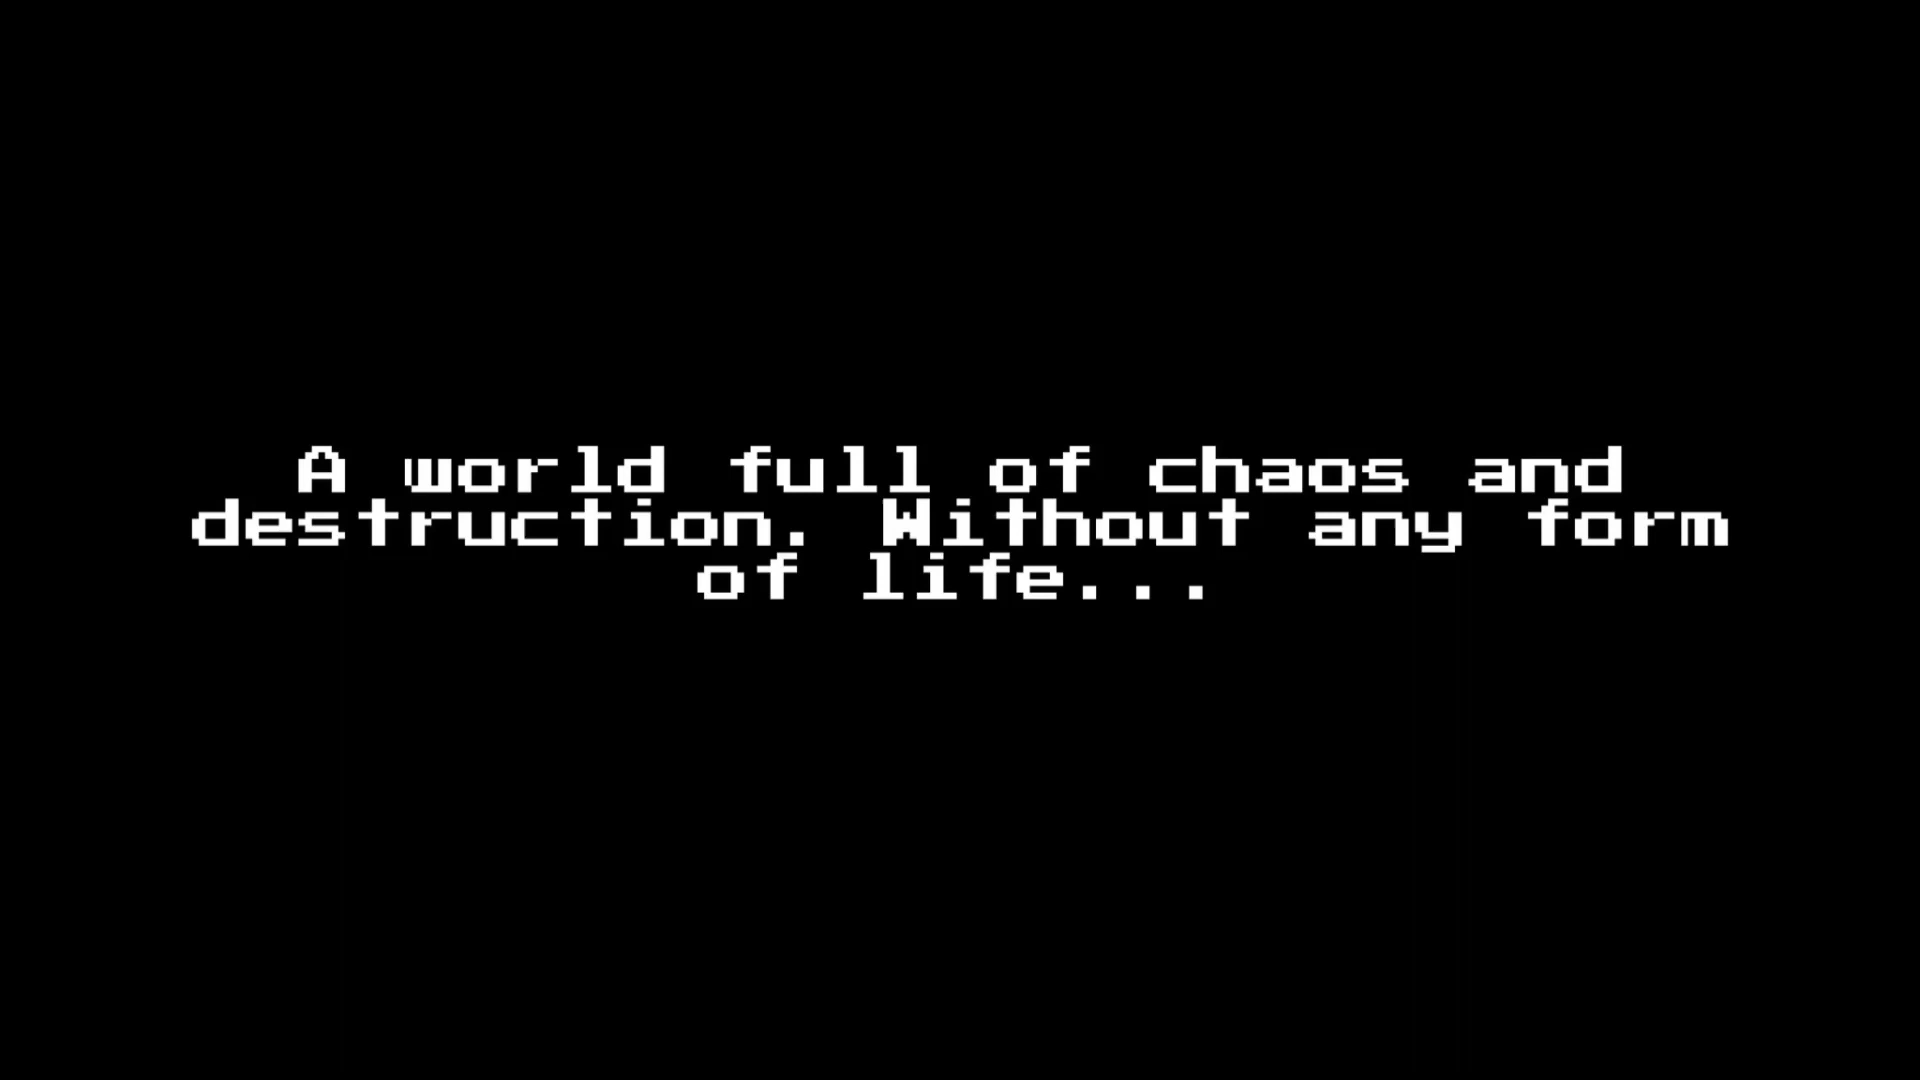 A world full of chaos and
destruction. Without any form
of life...